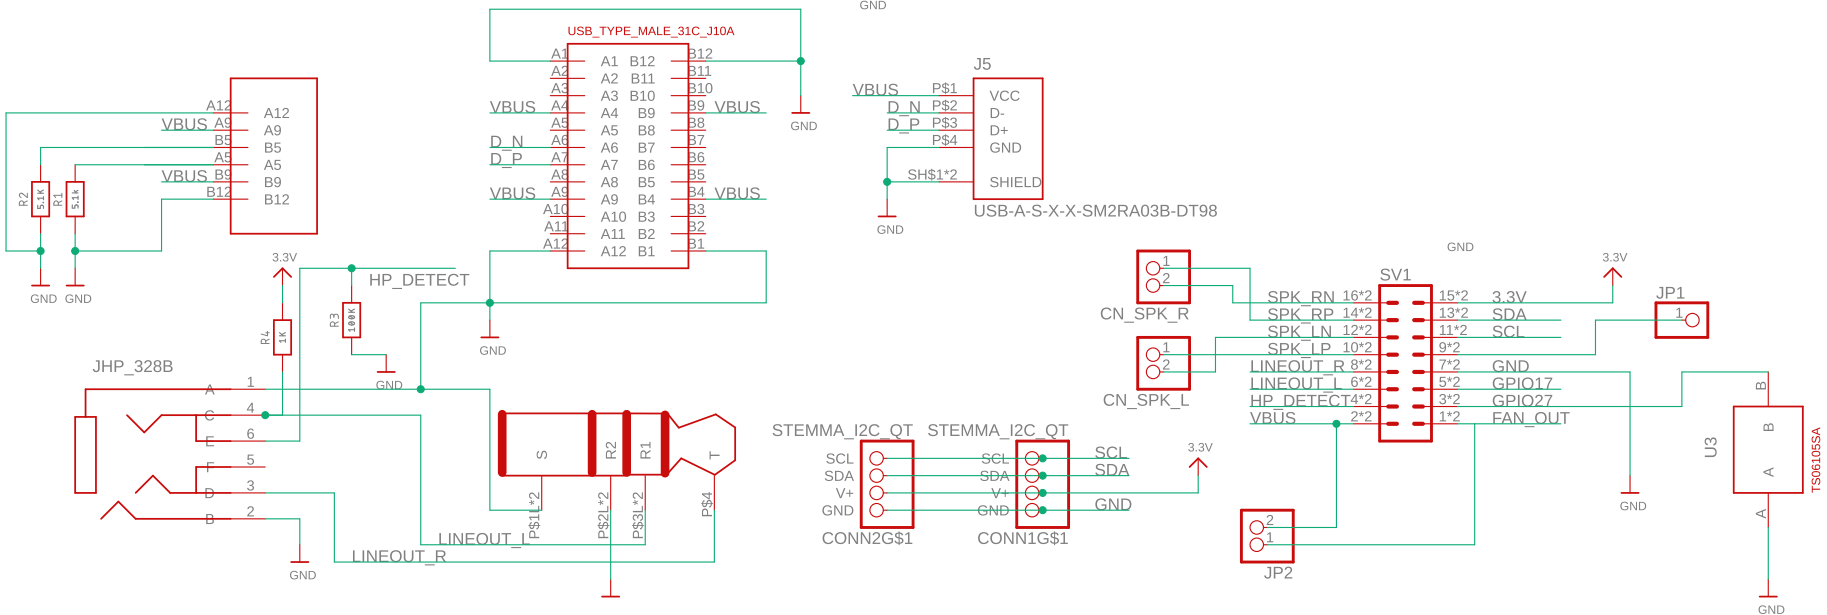 GND
USB_TYPE_MALE_31C_J10A
A1 A1 B12 B12
A2 A2 B11 B11
A3 A3 B10 B10
VBUS A4 A4 B9 B9 VBUS
A5 A5 B8 B8
D_N A6 A6 B7 B7
D_P A7 A7 B6 B6
A8 A8 B5 B5
VBUS A9 A9 B4 B4 VBUS
A10 A10 B3 B3
A11 A11 B2 B2
A12 A12 B1 B1
GND
GND
A12 A12
VBUS A9 A9
B5 B5
A5 A5
VBUS B9 B9
B12 B12
R2 5.1K
R1 5.1k
GND GND
J5
VBUS P$1 VCC
D_N P$2 D-
D_P P$3 D+
P$4 GND
SH$1*2 SHIELD
USB-A-S-X-X-SM2RA03B-DT98
GND
3.3V
HP_DETECT
R4 1K
R3 100K
GND
JHP_328B
A 1
C 4
E 6
F 5
D 3
B 2
GND
LINEOUT_L
LINEOUT_R
S R2 R1 T
P$1L*2 P$2L*2 P$3L*2 P$4
STEMMA_I2C_QT STEMMA_I2C_QT
SCL SCL SCL
SDA SDA SDA
V+ V+
GND GND GND
CONN2G$1 CONN1G$1
3.3V
1
2
CN_SPK_R
1
2
CN_SPK_L
GND
SV1
3.3V
SPK_RN 16*2 15*2 3.3V
SPK_RP 14*2 13*2 SDA
SPK_LN 12*2 11*2 SCL
SPK_LP 10*2 9*2
LINEOUT_R 8*2 7*2 GND
LINEOUT_L 6*2 5*2 GPIO17
HP_DETECT 4*2 3*2 GPIO27
VBUS 2*2 1*2 FAN_OUT
JP1
1
GND
2
1
JP2
U3
B
B
A
A
TS06105SA
GND